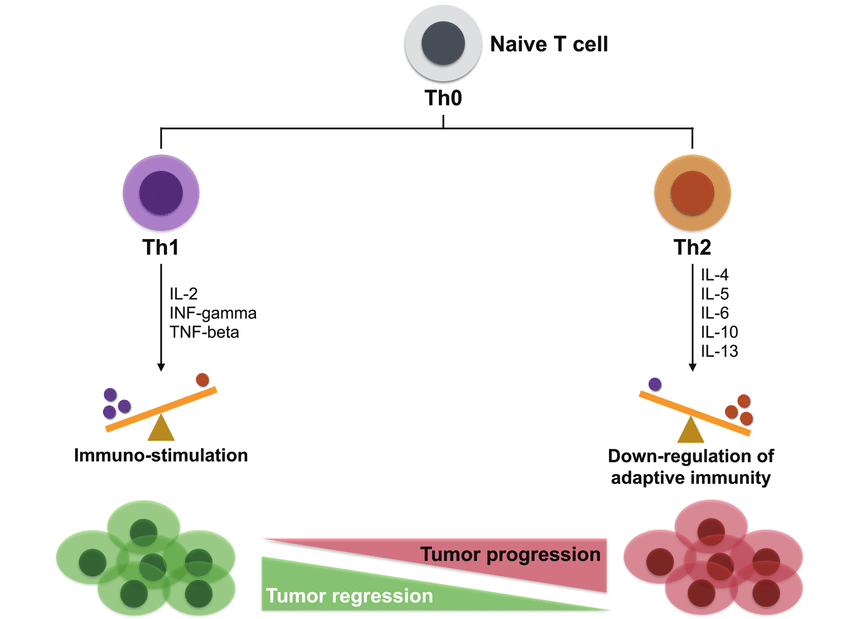 Naive T cell
Th0
Th1
Th2
IL-2
INF-gamma
TNF-beta
IL-4
IL-5
IL-6
IL-10
IL-13
Immuno-stimulation
Down-regulation of
adaptive immunity
Tumor progression
Tumor regression